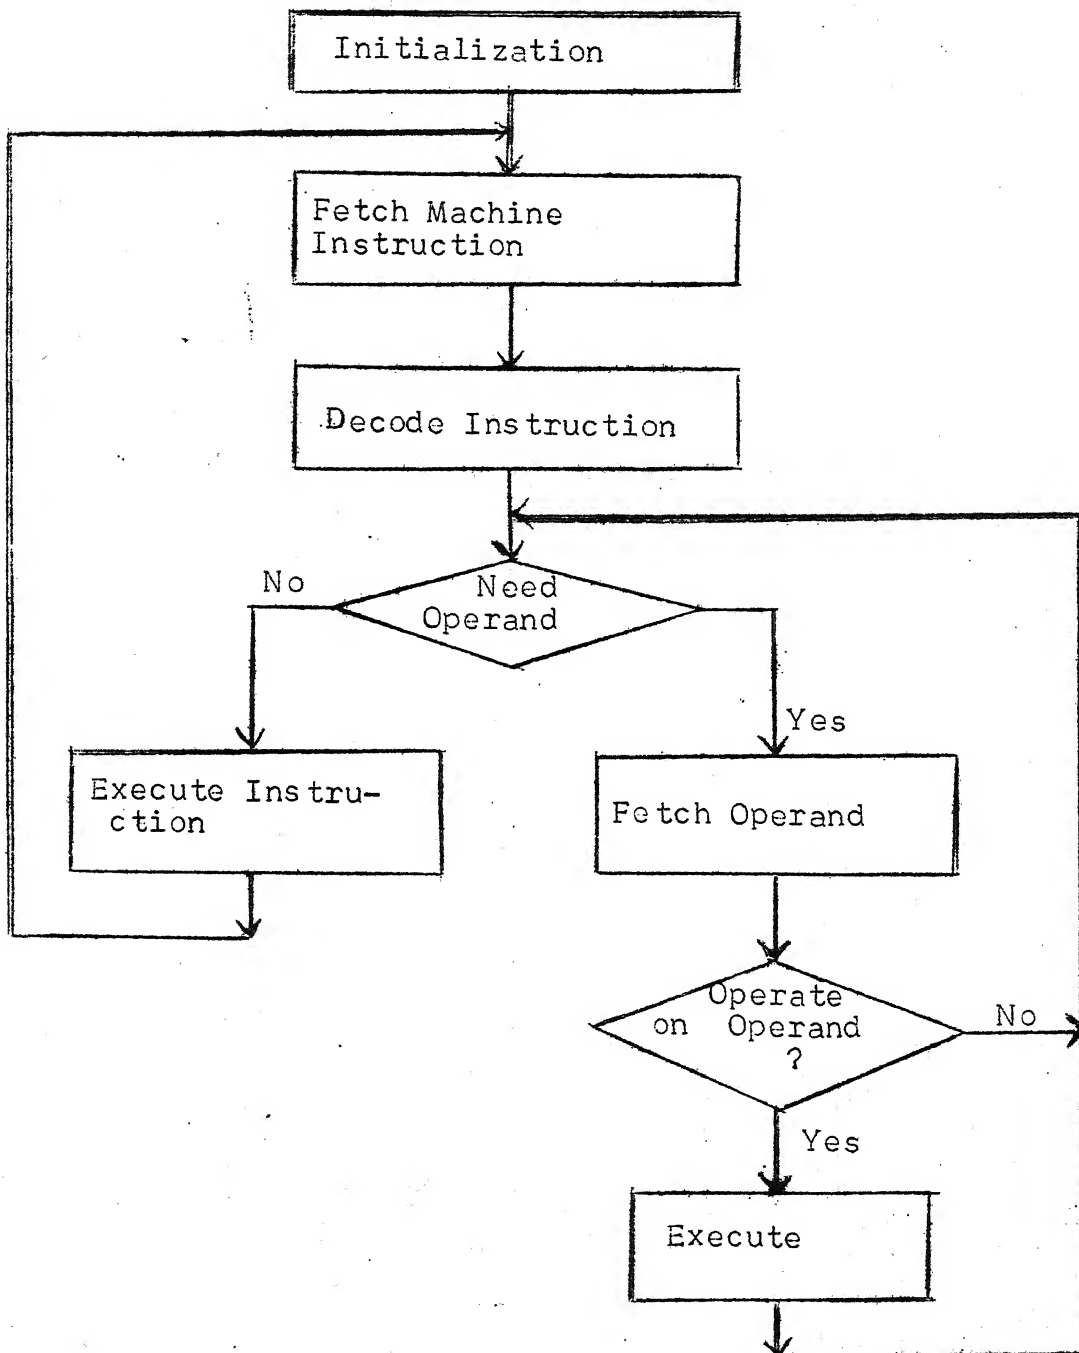 Initialization
Fetch Machine
Instruction
Decode Instruction
No
Need
Operand
Yes
Execute Instru-
ction
Fetch Operand
Operate
on Operand
?
No
Yes
Execute